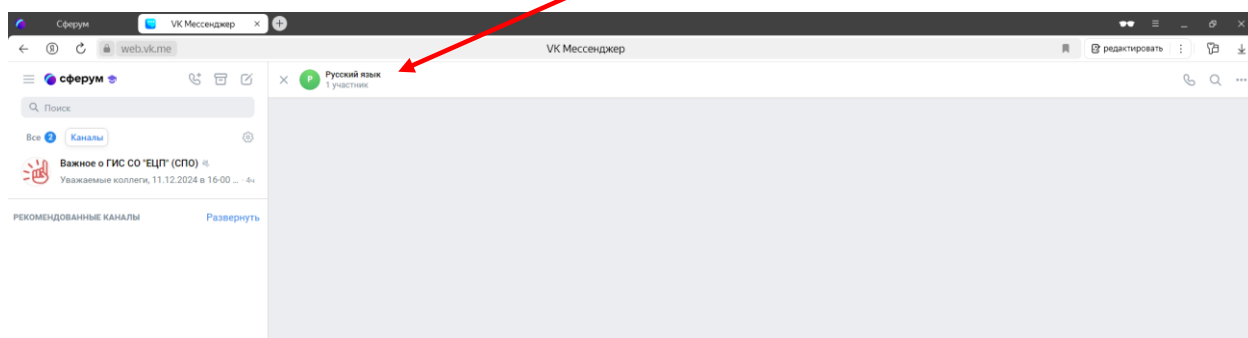 Сферум
VK Мессенджер
web.vk.me
VK Мессенджер
редактировать
сферум
Русский язык
1 участник
Поиск
Все 2 Каналы
Важное о ГИС СО "ЕЦП" (СПО)
Уважаемые коллеги, 11.12.2024 в 16-00 ... · 4ч
РЕКОМЕНДОВАННЫЕ КАНАЛЫ Развернуть